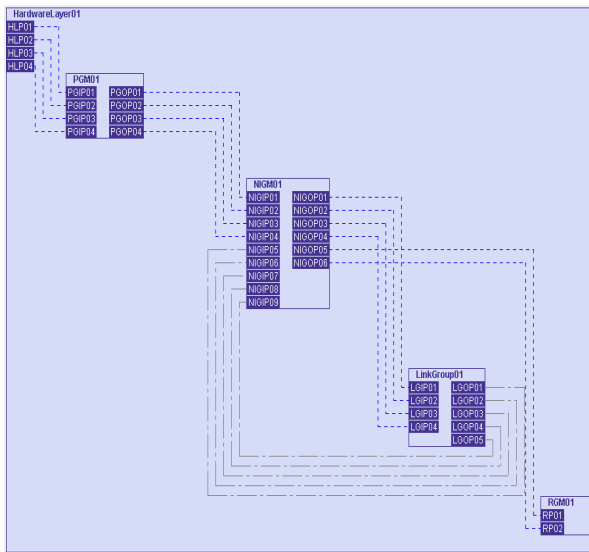 HardwareLayer01
HLP01
HLP02
HLP03
HLP04
PGM01
PGIP01 PGOP01
PGIP02 PGOP02
PGIP03 PGOP03
PGIP04 PGOP04
NIGM01
NIGIP01 NIGOP01
NIGIP02 NIGOP02
NIGIP03 NIGOP03
NIGIP04 NIGOP04
NIGIP05 NIGOP05
NIGIP06 NIGOP06
NIGIP07
NIGIP08
NIGIP09
LinkGroup01
LGIP01 LGOP01
LGIP02 LGOP02
LGIP03 LGOP03
LGIP04 LGOP04
LGOP05
RGM01
RP01
RP02